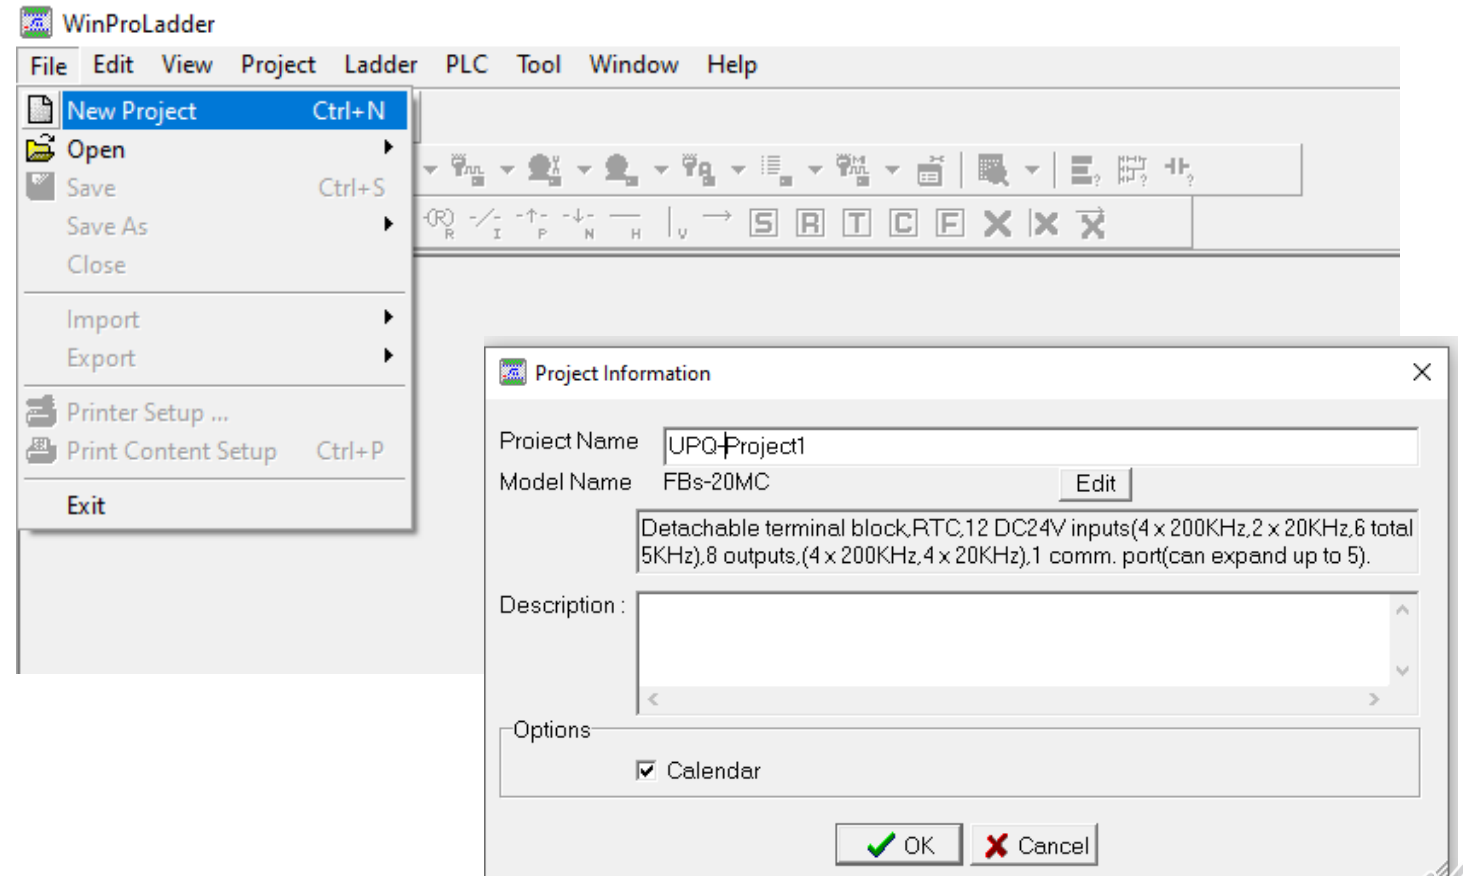 WinProLadder
File Edit View Project Ladder PLC Tool Window Help
New Project Ctrl+N
Open
Save Ctrl+S
Save As
Close
Import
Export
Printer Setup ...
Print Content Setup Ctrl+P
Exit
(R) R I P N H V S R T C F
Project Information
Project Name UPQ-Project1
Model Name FBs-20MC Edit
Detachable terminal block,RTC,12 DC24V inputs(4 x 200KHz,2 x 20KHz,6 total
5KHz),8 outputs,(4 x 200KHz,4 x 20KHz),1 comm. port(can expand up to 5).
Description :
Options
Calendar
OK Cancel